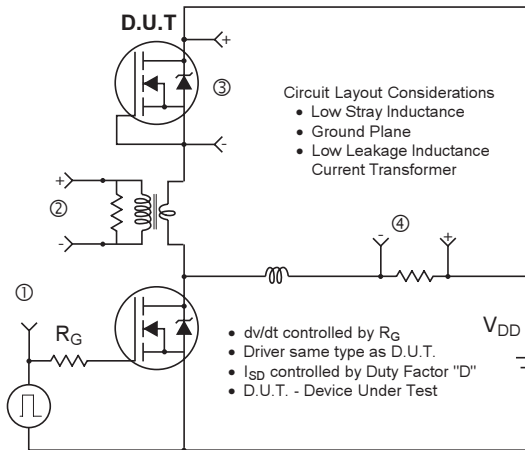 D.U.T
+
③
Circuit Layout Considerations
• Low Stray Inductance
• Ground Plane
• Low Leakage Inductance
Current Transformer
-
+
②
-
④
-
+
①
RG
• dv/dt controlled by RG
• Driver same type as D.U.T.
• ISD controlled by Duty Factor "D"
• D.U.T. - Device Under Test
VDD